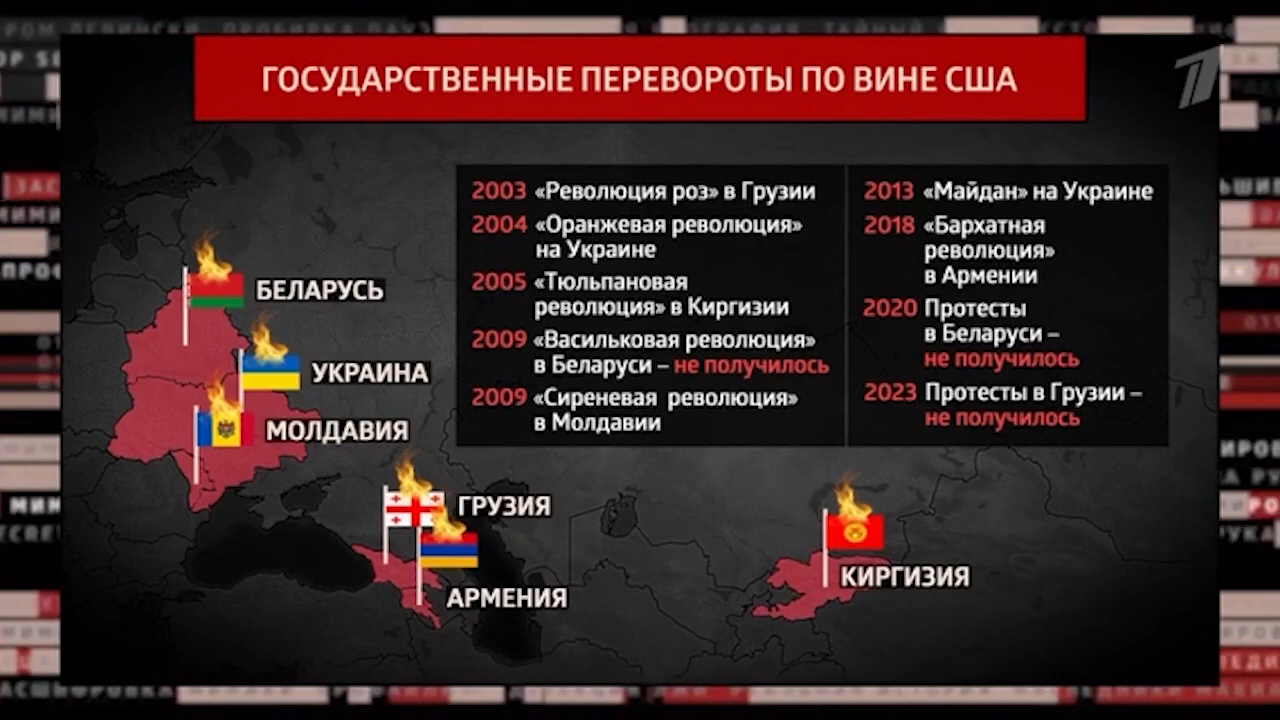 ГОСУДАРСТВЕННЫЕ ПЕРЕВОРОТЫ ПО ВИНЕ США
2003 «Революция роз» в Грузии
2004 «Оранжевая революция»
на Украине
2005 «Тюльпановая
революция» в Киргизии
2009 «Васильковая революция»
в Беларуси – не получилось
2009 «Сиреневая революция»
в Молдавии
2013 «Майдан» на Украине
2018 «Бархатная
революция»
в Армении
2020 Протесты
в Беларуси –
не получилось
2023 Протесты в Грузии –
не получилось
БЕЛАРУСЬ
УКРАИНА
МОЛДАВИЯ
ГРУЗИЯ
АРМЕНИЯ
КИРГИЗИЯ